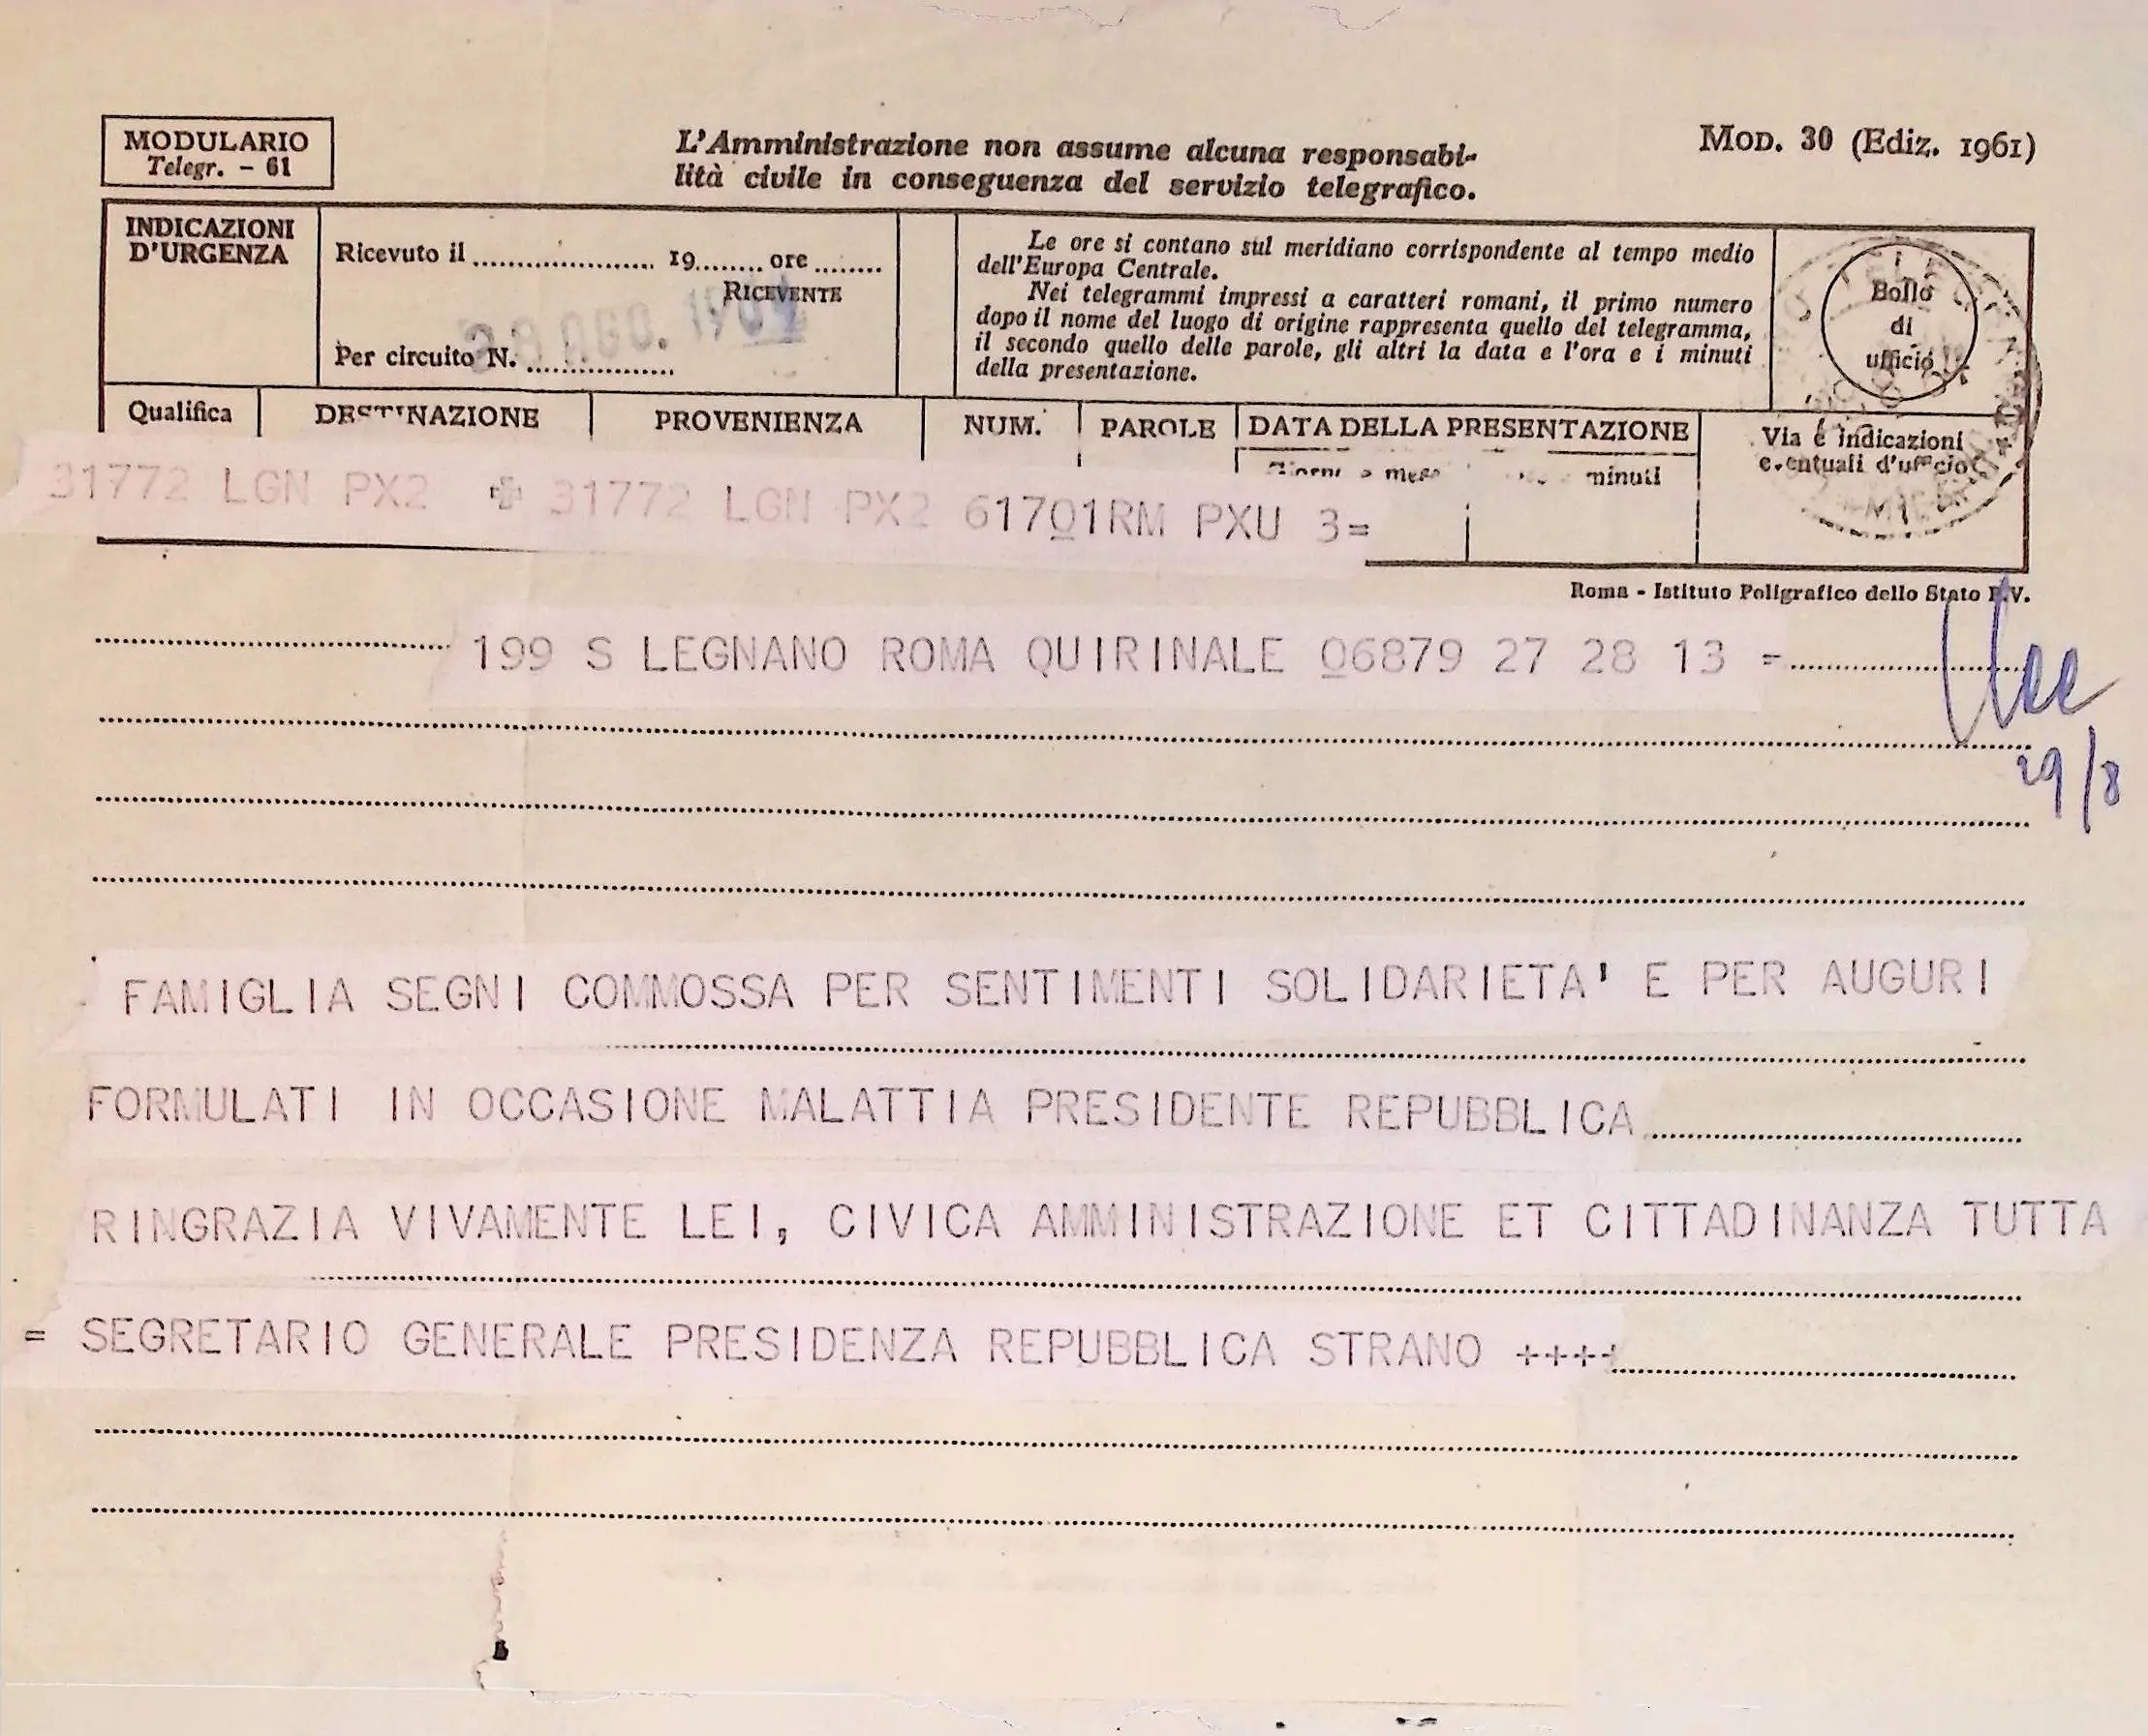 MODULARIO
Telegr. - 61
L'Amministrazione non assume alcuna responsabi-
lità civile in conseguenza del servizio telegrafico.
MOD. 30 (Ediz. 1961)
INDICAZIONI
D'URGENZA
Ricevuto il .................... 19........ ore ........
RICEVENTE
AGO.
Per circuito N. ................
Le ore si contano sul meridiano corrispondente al tempo medio
dell'Europa Centrale.
Nei telegrammi impressi a caratteri romani, il primo numero
dopo il nome del luogo di origine rappresenta quello del telegramma,
il secondo quello delle parole, gli altri la data e l'ora e i minuti
della presentazione.
Bollo
di
ufficio
Qualifica DESTINAZIONE PROVENIENZA NUM. PAROLE DATA DELLA PRESENTAZIONE
Via e indicazioni
eventuali d'ufficio
Giorno e mese minuti
31772 LGN PX2 + 31772 LGN PX2 61701RM PXU 3=
Roma - Istituto Poligrafico dello Stato P.V.
199 S LEGNANO ROMA QUIRINALE 06879 27 28 13 =
29/8
FAMIGLIA SEGNI COMMOSSA PER SENTIMENTI SOLIDARIETA' E PER AUGURI
FORMULATI IN OCCASIONE MALATTIA PRESIDENTE REPUBBLICA
RINGRAZIA VIVAMENTE LEI, CIVICA AMMINISTRAZIONE ET CITTADINANZA TUTTA
= SEGRETARIO GENERALE PRESIDENZA REPUBBLICA STRANO ++++